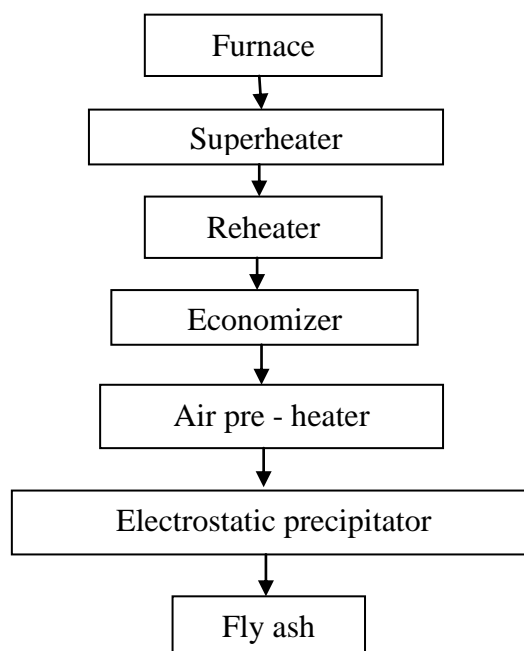 Furnace
Superheater
Reheater
Economizer
Air pre - heater
Electrostatic precipitator
Fly ash